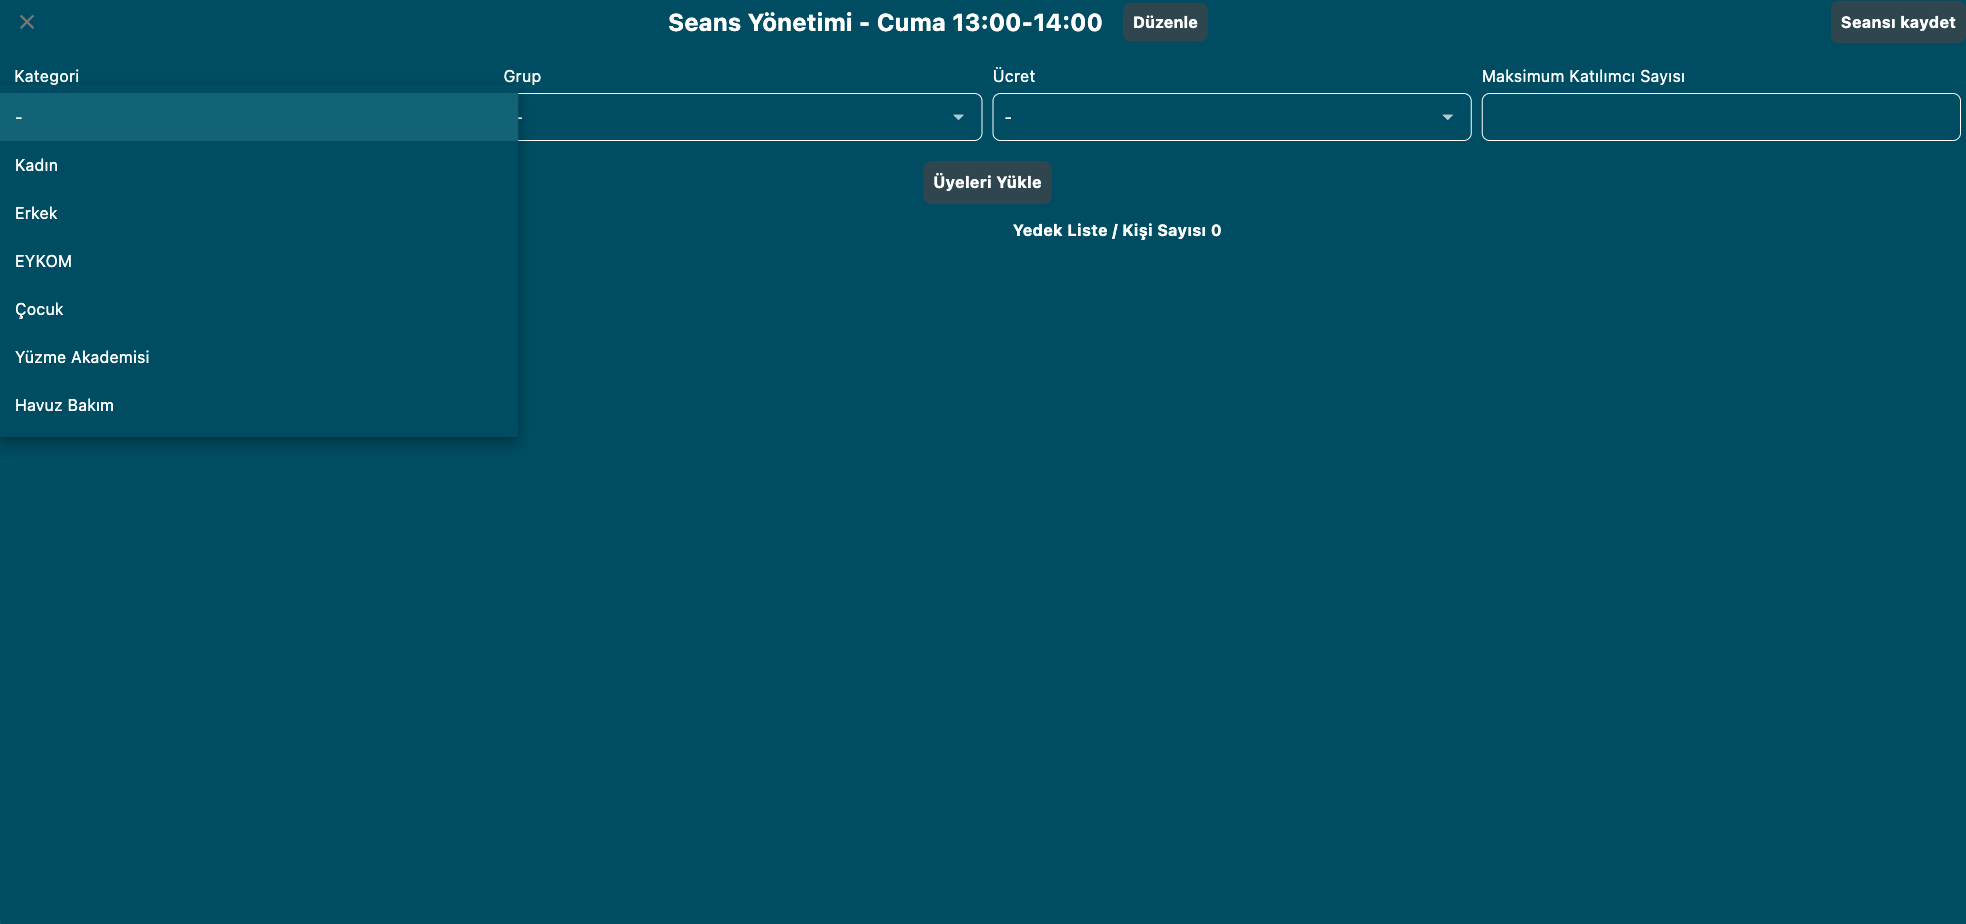 Seans Yönetimi - Cuma 13:00-14:00 Düzenle Seansı kaydet
Kategori Grup Ücret Maksimum Katılımcı Sayısı
- - -
Kadın
Üyeleri Yükle
Erkek
Yedek Liste / Kişi Sayısı 0
EYKOM
Çocuk
Yüzme Akademisi
Havuz Bakım